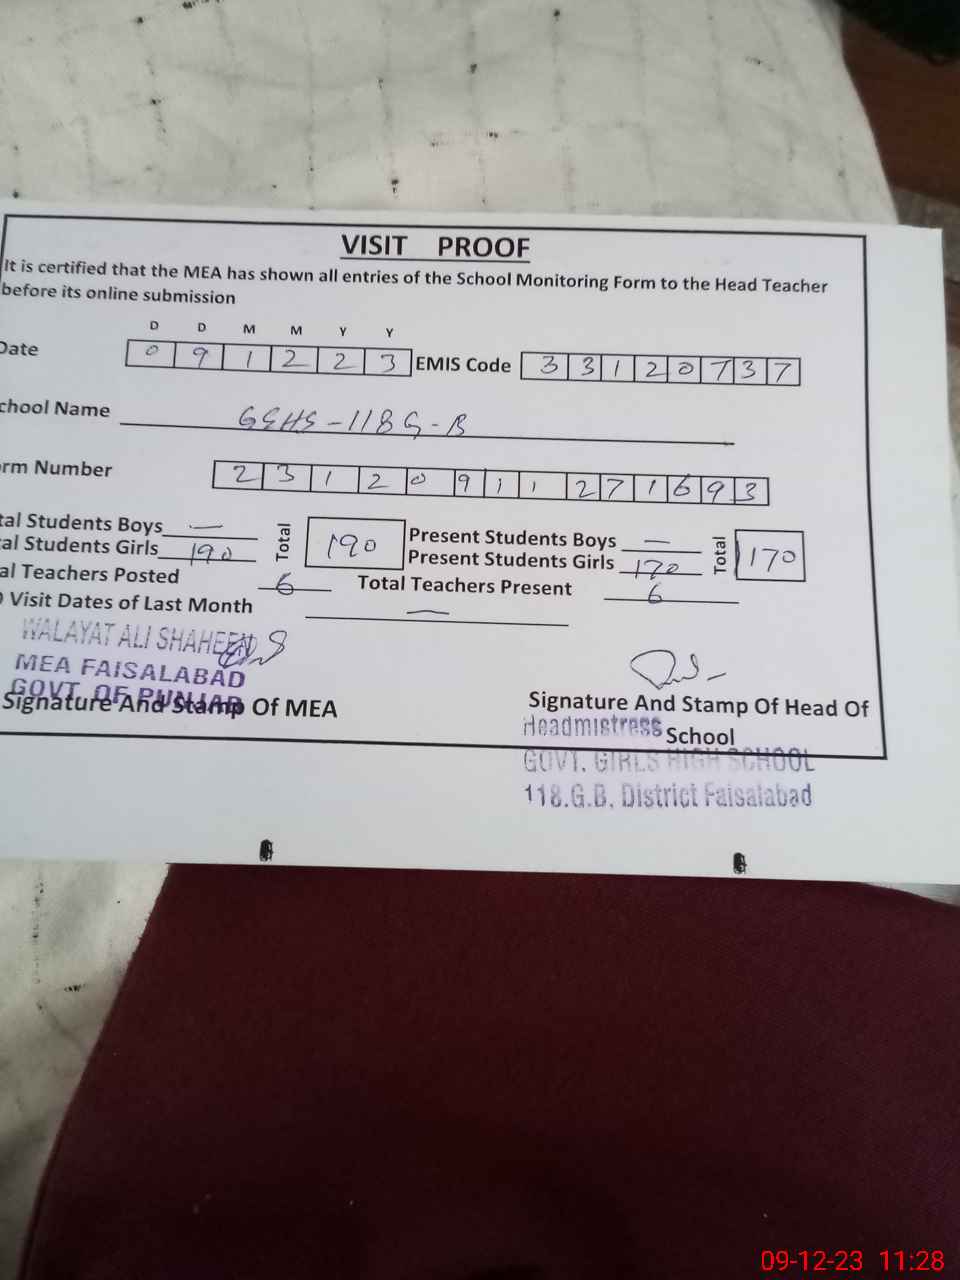 VISIT PROOF
It is certified that the MEA has shown all entries of the School Monitoring Form to the Head Teacher
before its online submission
D D M M Y Y
Date 0 9 1 2 2 3 EMIS Code 3 3 1 2 0 7 3 7
chool Name GGHS-118G-B
rm Number 2 3 1 2 0 9 1 1 2 7 1 6 9 3
tal Students Boys — Total 190 Present Students Boys — Total 170
al Students Girls 190 Present Students Girls 170
al Teachers Posted 6 Total Teachers Present 6
Visit Dates of Last Month —
WALAYAT ALI SHAHEEN
MEA FAISALABAD
GOVT. OF PUNJAB
Signature And Stamp Of MEA
Signature And Stamp Of Head Of
School
Headmistress
GOVT. GIRLS HIGH SCHOOL
118.G.B, District Faisalabad
09-12-23 11:28